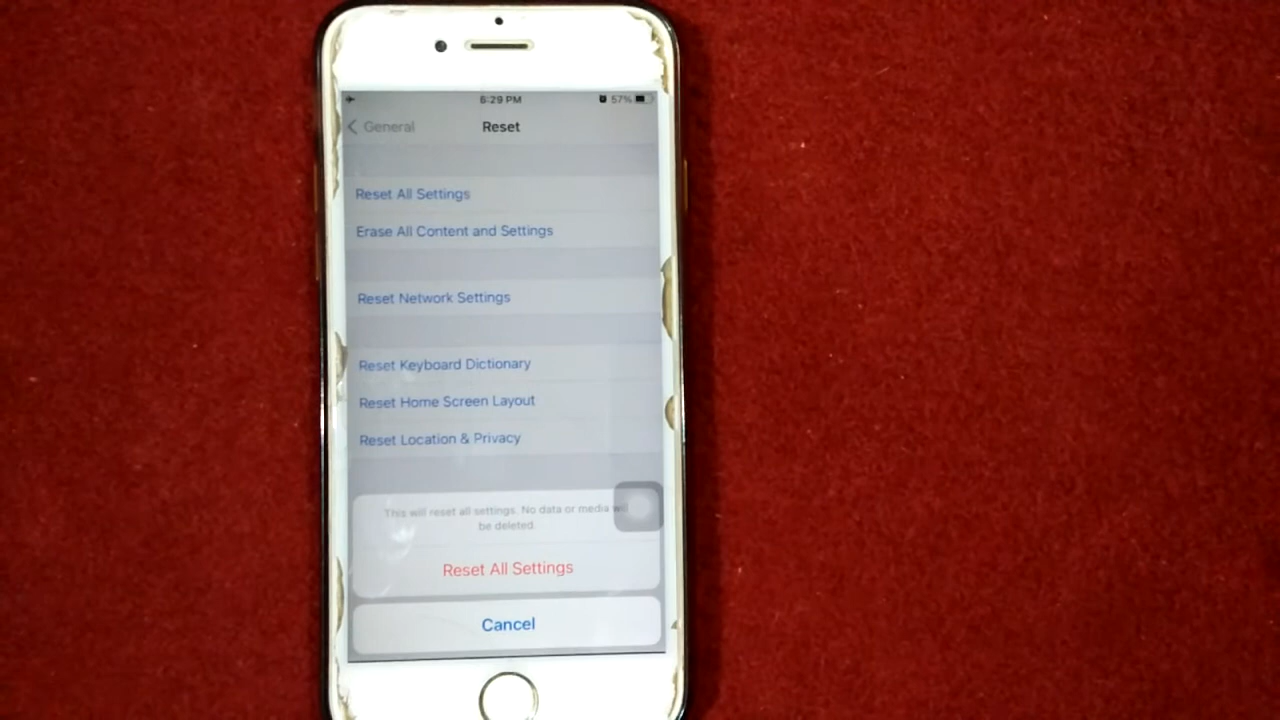 6:29 PM 57%
General Reset
Reset All Settings
Erase All Content and Settings
Reset Network Settings
Reset Keyboard Dictionary
Reset Home Screen Layout
Reset Location & Privacy
This will reset all settings. No data or media will
be deleted.
Reset All Settings
Cancel